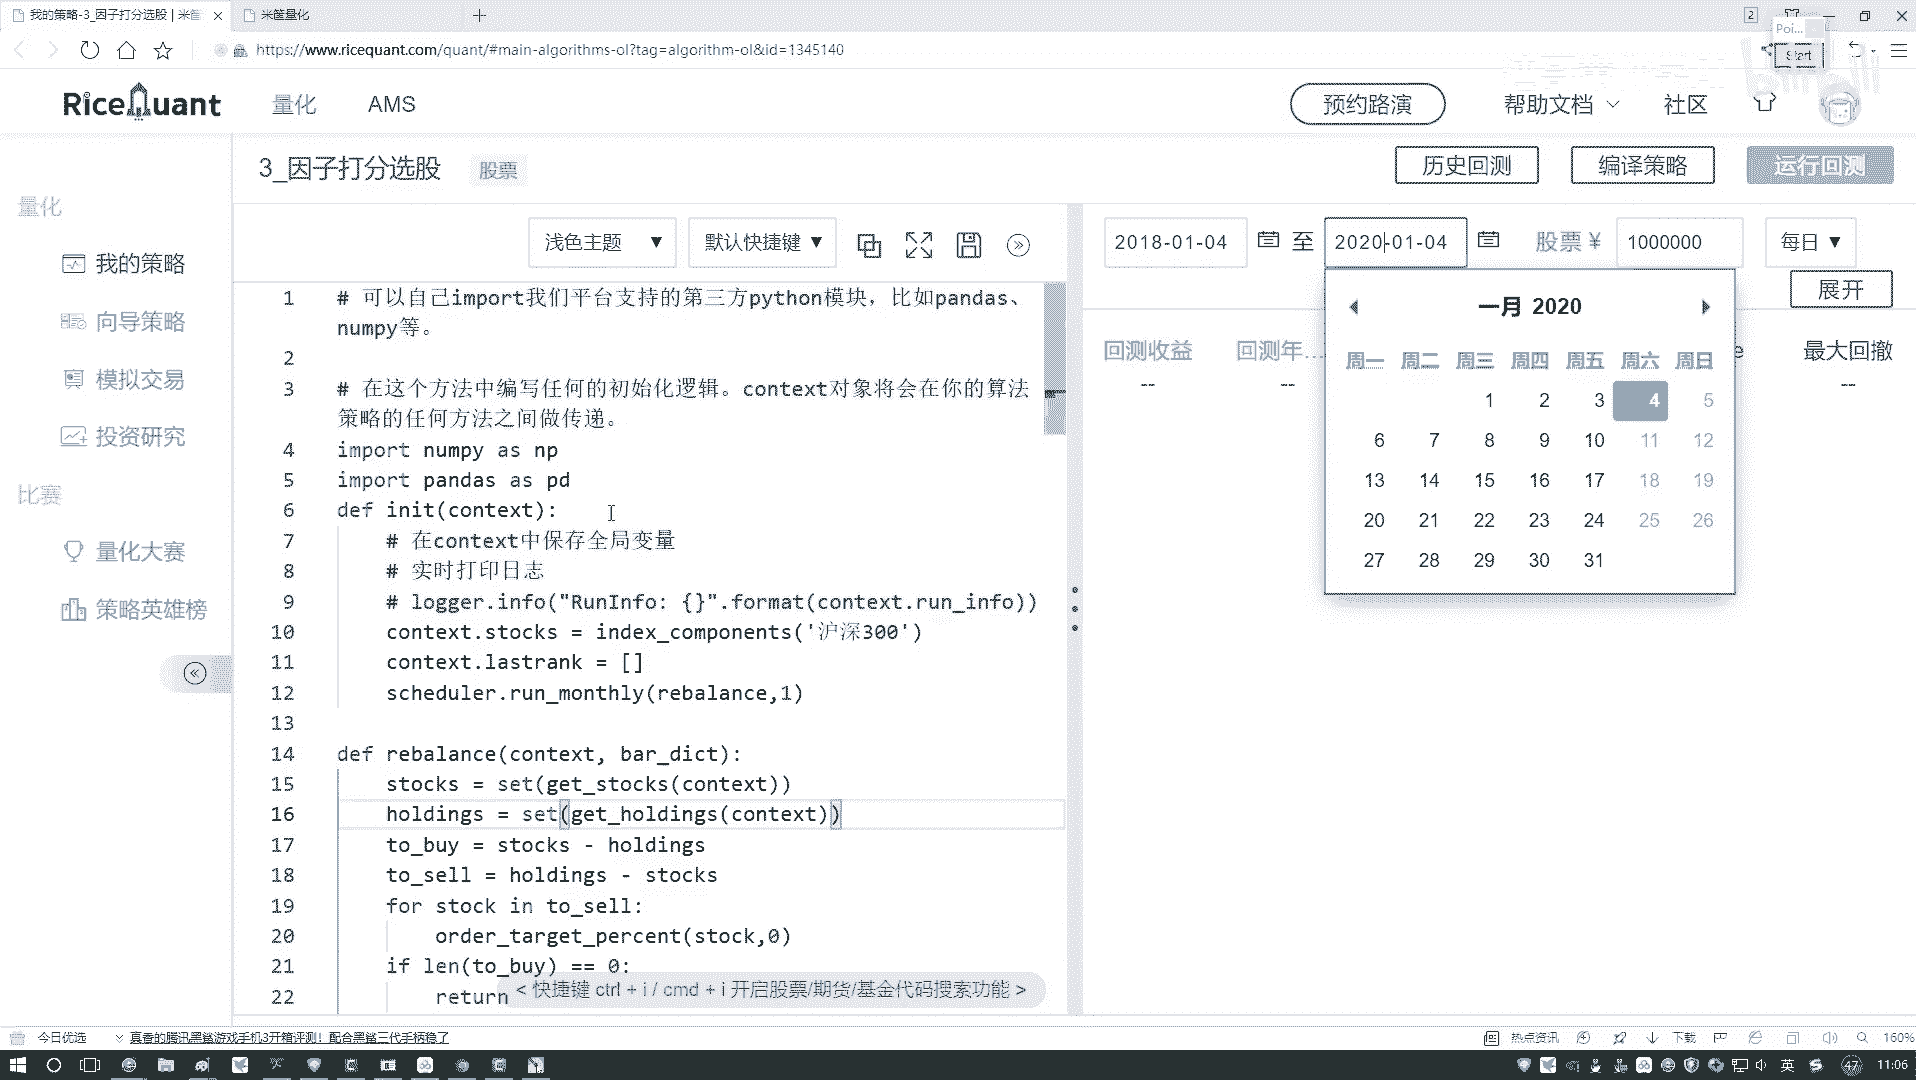 我的策略-3_因子打分选股 | 米筐
米筐量化
2
Poi...
https://www.ricequant.com/quant/#main-algorithms-ol?tag=algorithm-ol&id=1345140
Start
RiceQuant
量化
AMS
预约路演
帮助文档
社区
3_因子打分选股
股票
历史回测
编译策略
运行回测
量化
我的策略
向导策略
模拟交易
投资研究
比赛
量化大赛
策略英雄榜
浅色主题 ▼
默认快捷键 ▼
2018-01-04
至
2020-01-04
股票 ¥
1000000
每日 ▼
展开
回测收益
--
回测年...
--
e
最大回撤
--
一月 2020
周一 周二 周三 周四 周五 周六 周日
1 2 3 4 5
6 7 8 9 10 11 12
13 14 15 16 17 18 19
20 21 22 23 24 25 26
27 28 29 30 31
1 # 可以自己import我们平台支持的第三方python模块，比如pandas、
numpy等。
2
3 # 在这个方法中编写任何的初始化逻辑。context对象将会在你的算法
策略的任何方法之间做传递。
4 import numpy as np
5 import pandas as pd
6 def init(context):
7 # 在context中保存全局变量
8 # 实时打印日志
9 # logger.info("RunInfo: {}".format(context.run_info))
10 context.stocks = index_components('沪深300')
11 context.lastrank = []
12 scheduler.run_monthly(rebalance,1)
13
14 def rebalance(context, bar_dict):
15 stocks = set(get_stocks(context))
16 holdings = set(get_holdings(context))
17 to_buy = stocks - holdings
18 to_sell = holdings - stocks
19 for stock in to_sell:
20 order_target_percent(stock,0)
21 if len(to_buy) == 0:
22 return
< 快捷键 ctrl + i / cmd + i 开启股票/期货/基金代码搜索功能 >
今日优选
真香的腾讯黑鲨游戏手机3开箱评测！配合黑鲨三代手柄稳了
热点资讯
下载
160%
英
47
11:06